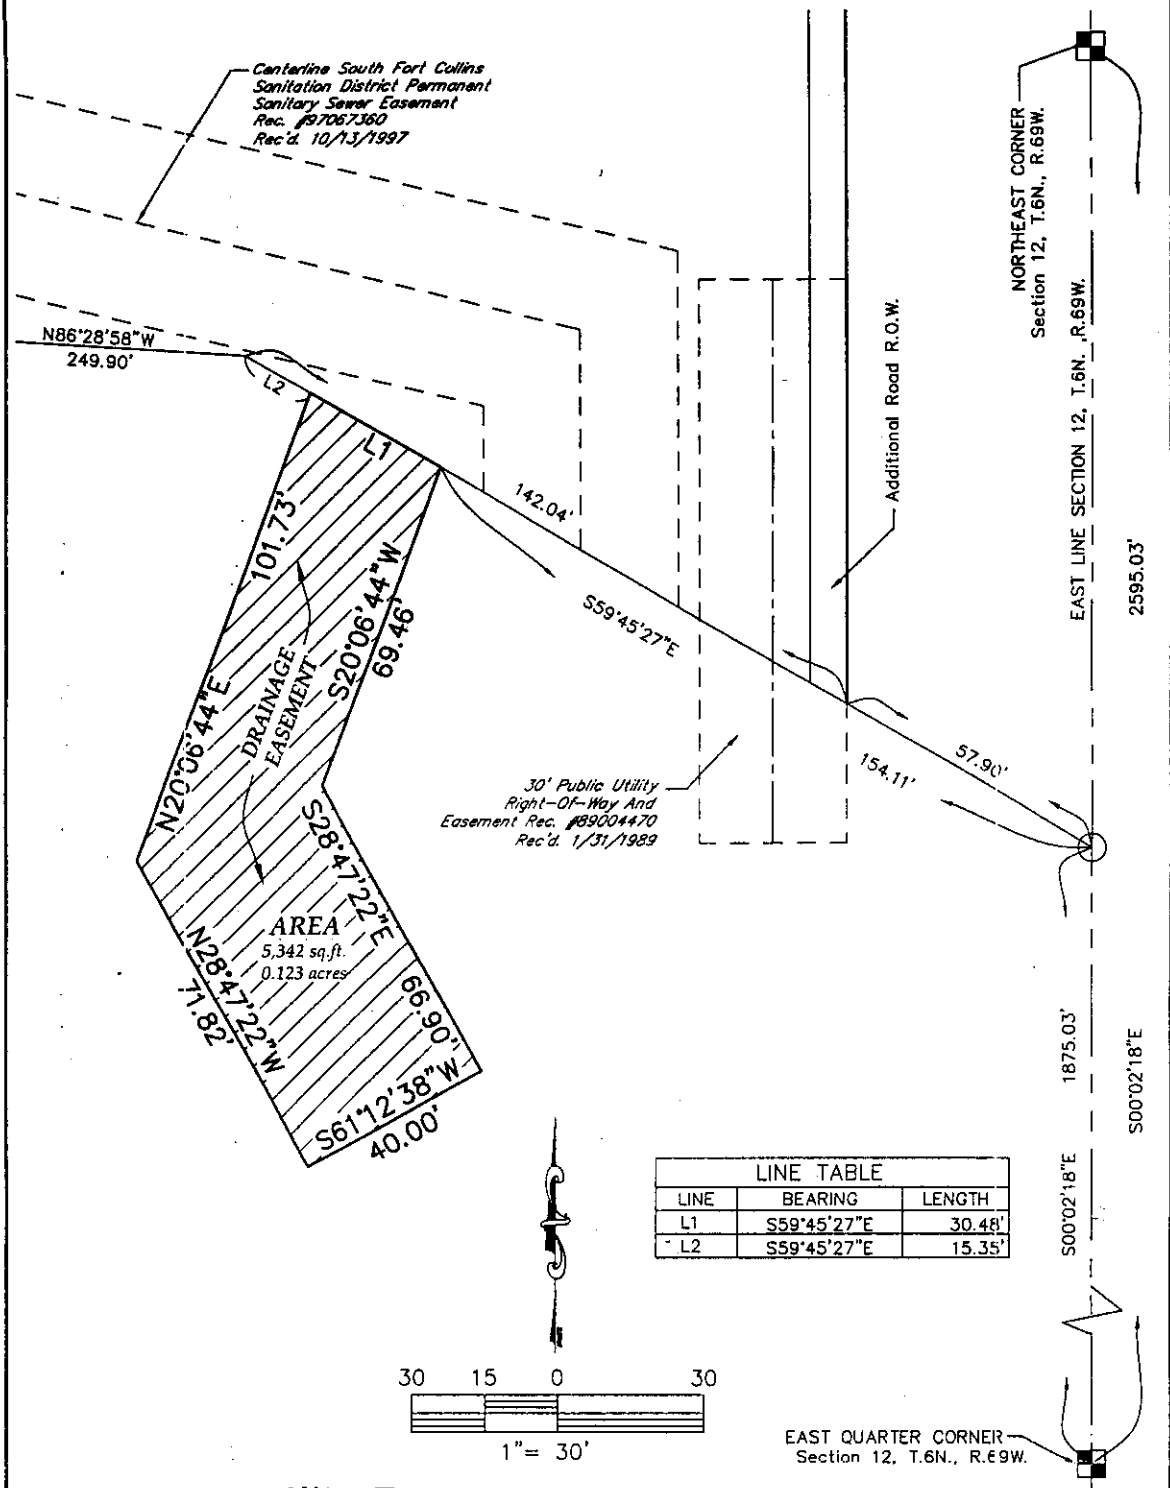 Centerline South Fort Collins
Sanitation District Permanent
Sanitary Sewer Easement
Rec. #97067360
Rec'd. 10/13/1997
NORTHEAST CORNER
Section 12, T.6N., R.69W.
N86°28'58"W
249.90'
L2
L1
142.04'
S59°45'27"E
Additional Road R.O.W.
EAST LINE SECTION 12, T.6N., R.69W.
2595.03'
101.73'
N20°06'44"E
S20°06'44"W
69.46'
DRAINAGE
EASEMENT
30' Public Utility
Right-Of-Way And
Easement Rec. #89004470
Rec'd. 1/31/1989
57.90'
154.11'
S28°47'22"E
66.90'
AREA
5,342 sq.ft.
0.123 acres
N28°47'22"W
71.82'
S61°12'38"W
40.00'
1875.03'
S00°02'18"E
S00°02'18"E
LINE TABLE
LINE BEARING LENGTH
L1 S59°45'27"E 30.48'
L2 S59°45'27"E 15.35'
30 15 0 30
1"= 30'
EAST QUARTER CORNER
Section 12, T.6N., R.69W.